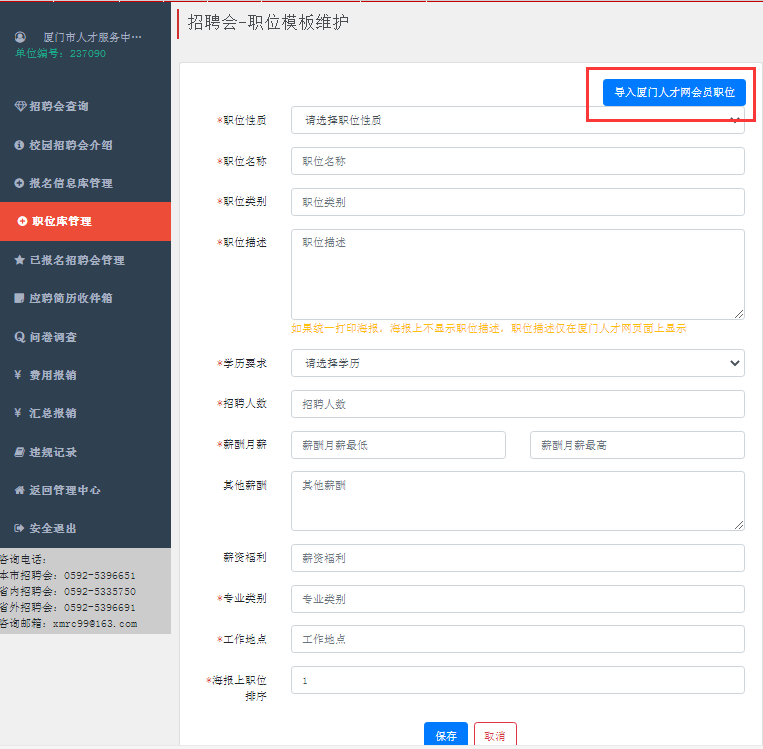 厦门市人才服务中···
单位编号：237090
招聘会查询
校园招聘会介绍
报名信息库管理
职位库管理
已报名招聘会管理
应聘简历收件箱
问卷调查
¥ 费用报销
¥ 汇总报销
违规记录
返回管理中心
安全退出
咨询电话：
本市招聘会：0592-5396651
省内招聘会：0592-5335750
省外招聘会：0592-5396691
咨询邮箱：xmrc99@163.com
招聘会-职位模板维护
导入厦门人才网会员职位
*职位性质 请选择职位性质
*职位名称 职位名称
*职位类别 职位类别
*职位描述 职位描述
如果统一打印海报，海报上不显示职位描述，职位描述仅在厦门人才网页面上显示
*学历要求 请选择学历
*招聘人数 招聘人数
*薪酬月薪 薪酬月薪最低 薪酬月薪最高
其他薪酬 其他薪酬
薪资福利 薪资福利
*专业类别 专业类别
*工作地点 工作地点
*海报上职位 1
排序
保存 取消